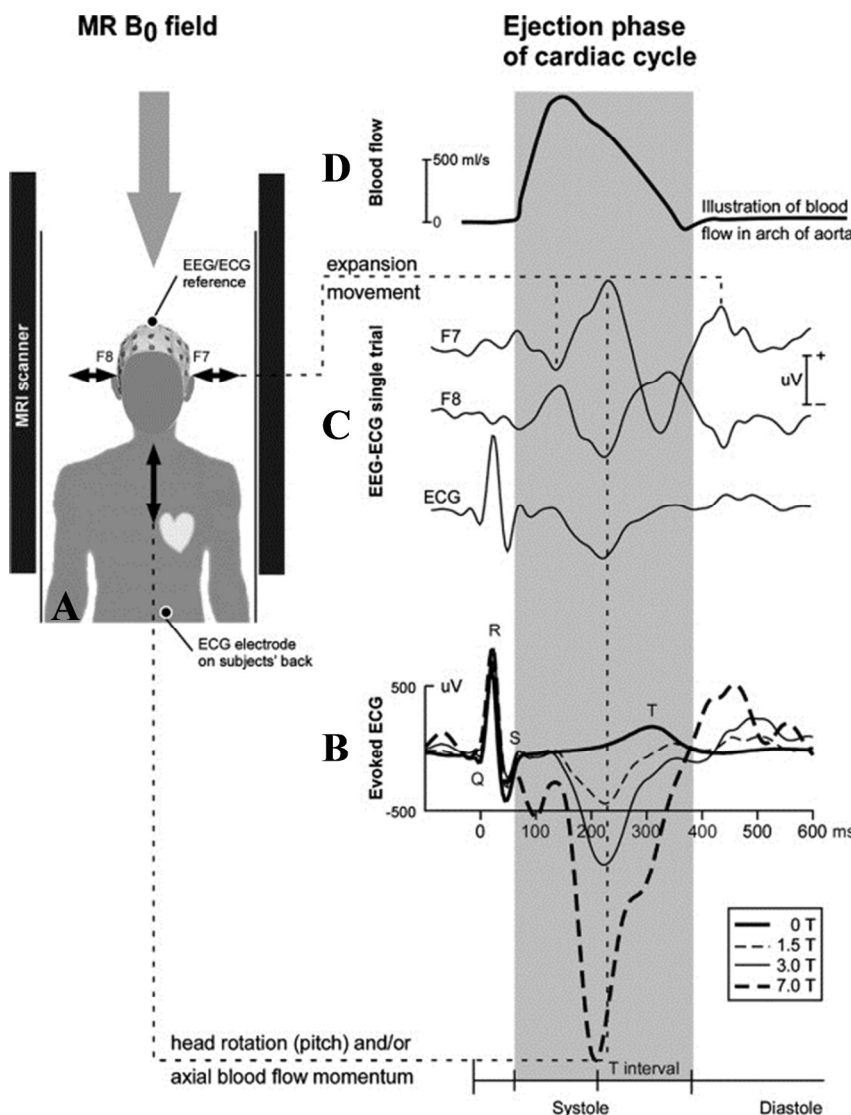 MR B0 field
Ejection phase
of cardiac cycle
D
Blood flow
500 ml/s
0
Illustration of blood
flow in arch of aorta
EEG/ECG
reference
expansion
movement
MRI scanner
F8
F7
C
EEG-ECG single trial
F7
F8
ECG
+
uV
–
A
ECG electrode
on subjects' back
B
Evoked ECG
500
uV
-500
R
Q
S
T
0
100
200
300
400
500
600 ms
0 T
1.5 T
3.0 T
7.0 T
head rotation (pitch) and/or
axial blood flow momentum
T interval
Systole
Diastole